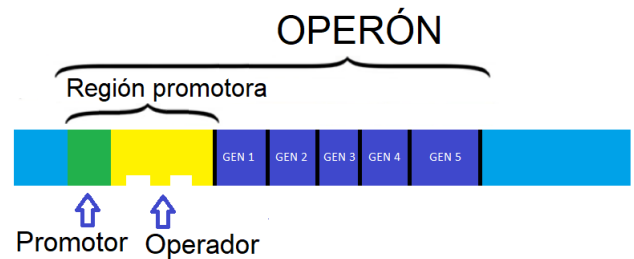 OPERÓN
Región promotora
GEN 1 GEN 2 GEN 3 GEN 4 GEN 5
Promotor Operador